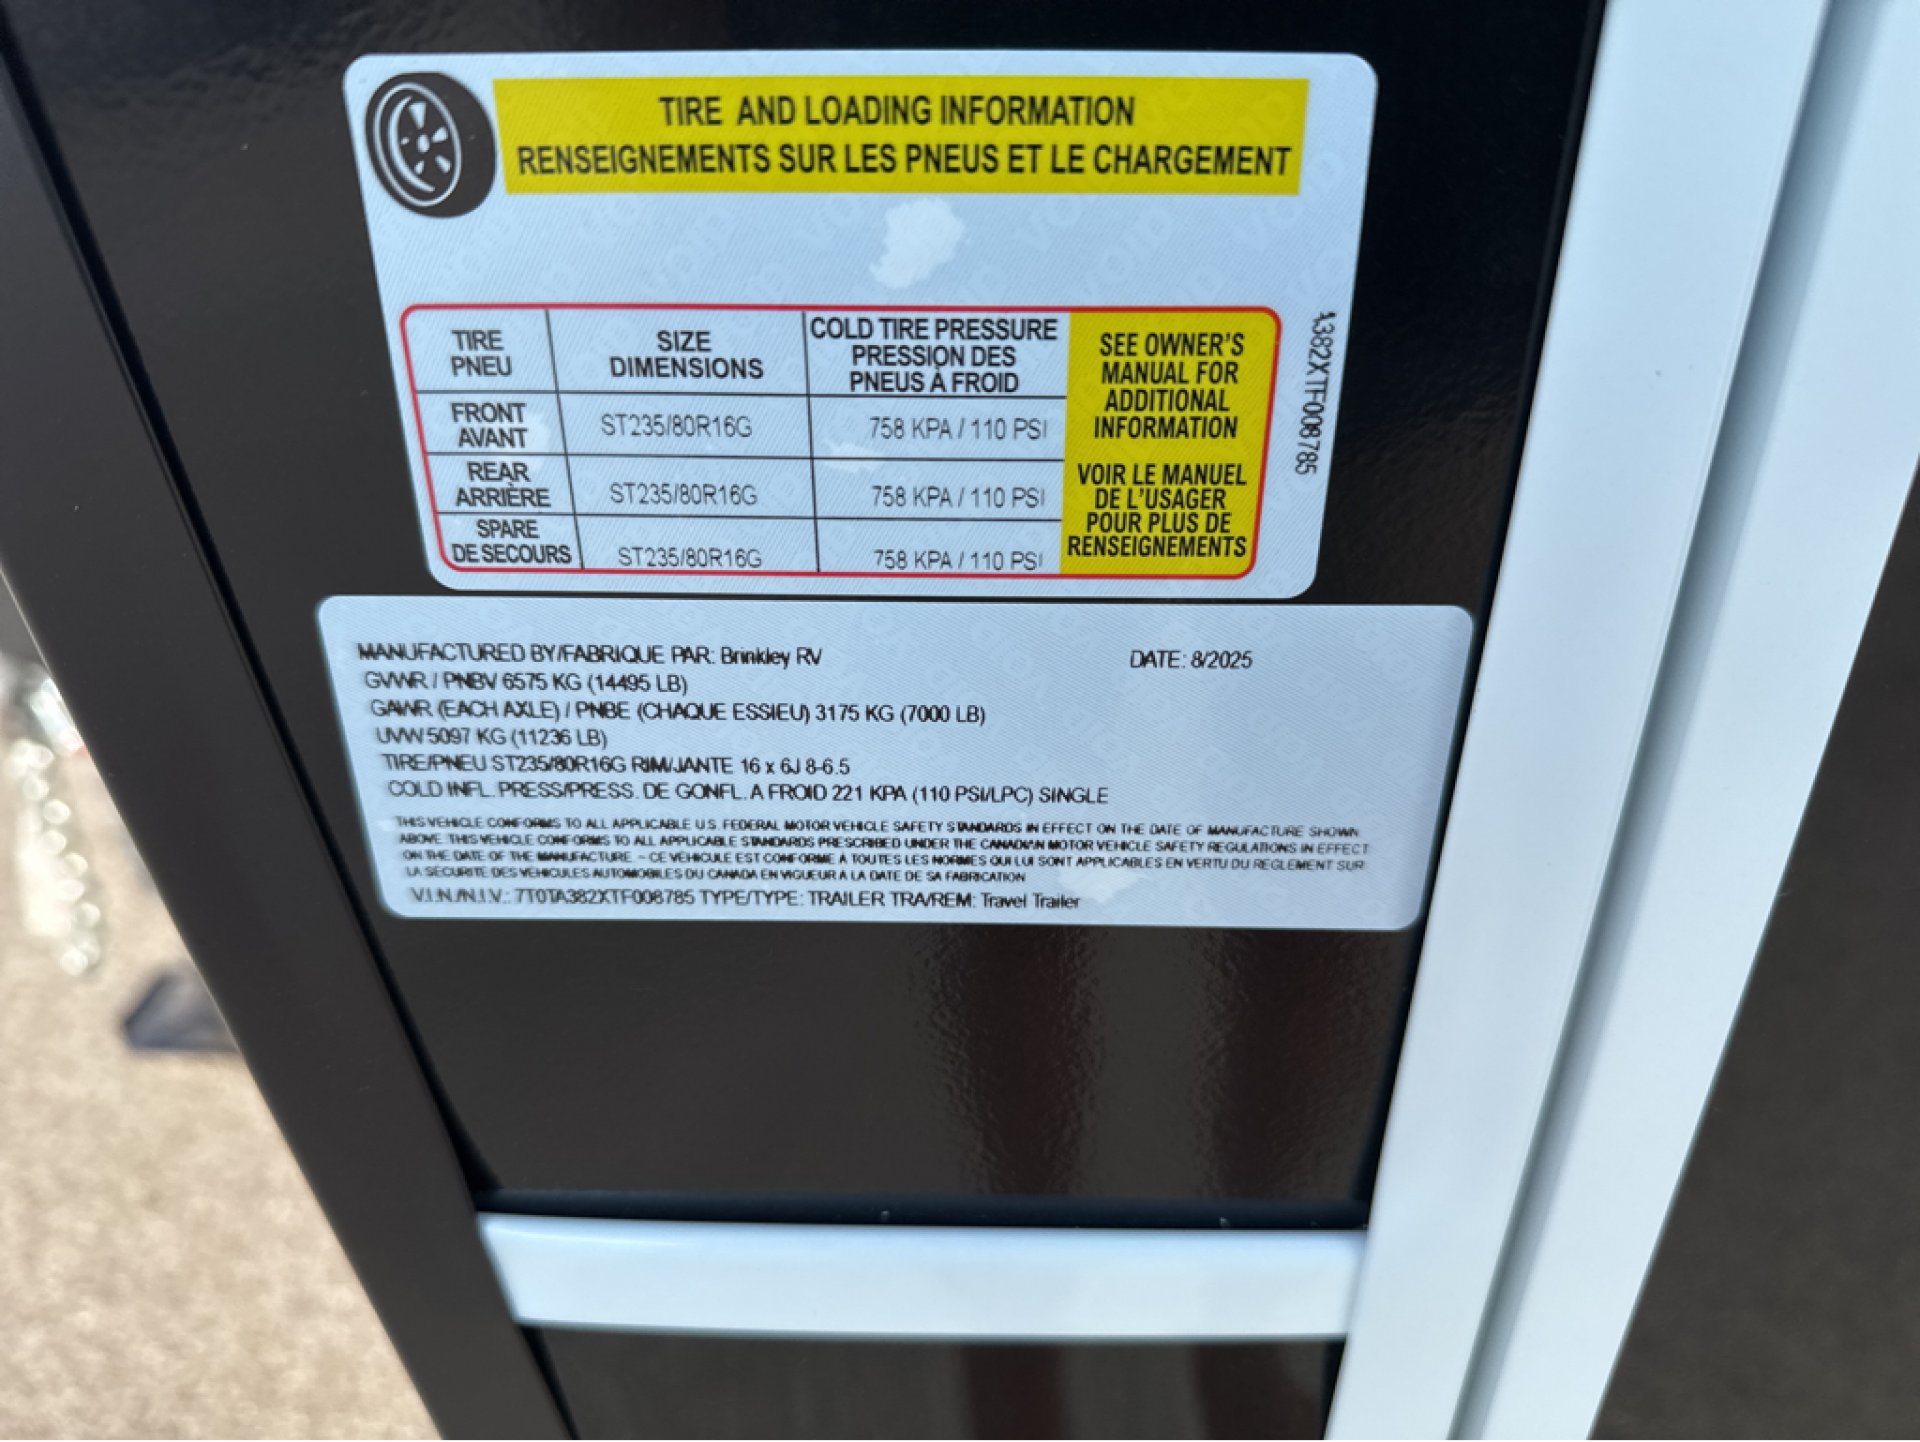 TIRE AND LOADING INFORMATION
RENSEIGNEMENTS SUR LES PNEUS ET LE CHARGEMENT
TIRE
PNEU
SIZE
DIMENSIONS
COLD TIRE PRESSURE
PRESSION DES
PNEUS À FROID
FRONT
AVANT
ST235/80R16G
758 KPA / 110 PSI
REAR
ARRIÈRE
ST235/80R16G
758 KPA / 110 PSI
SPARE
DE SECOURS
ST235/80R16G
758 KPA / 110 PSI
SEE OWNER'S
MANUAL FOR
ADDITIONAL
INFORMATION
VOIR LE MANUEL
DE L'USAGER
POUR PLUS DE
RENSEIGNEMENTS
A382XTF008785
MANUFACTURED BY/FABRIQUE PAR: Brinkley RV DATE: 8/2025
GVWR / PNBV 6575 KG (14495 LB)
GAWR (EACH AXLE) / PNBE (CHAQUE ESSIEU) 3175 KG (7000 LB)
UVW 5097 KG (11236 LB)
TIRE/PNEU ST235/80R16G RIM/JANTE 16 x 6J 8-6.5
COLD INFL. PRESS/PRESS. DE GONFL. A FROID 221 KPA (110 PSI/LPC) SINGLE
THIS VEHICLE CONFORMS TO ALL APPLICABLE U.S. FEDERAL MOTOR VEHICLE SAFETY STANDARDS IN EFFECT ON THE DATE OF MANUFACTURE SHOWN
ABOVE. THIS VEHICLE CONFORMS TO ALL APPLICABLE STANDARDS PRESCRIBED UNDER THE CANADIAN MOTOR VEHICLE SAFETY REGULATIONS IN EFFECT
ON THE DATE OF THE MANUFACTURE. - CE VEHICULE EST CONFORME À TOUTES LES NORMES QUI LUI SONT APPLICABLES EN VERTU DU REGLEMENT SUR
LA SECURITE DES VEHICULES AUTOMOBILES DU CANADA EN VIGUEUR A LA DATE DE SA FABRICATION
V.I.N./N.I.V.: 7T0TA382XTF008785 TYPE/TYPE: TRAILER TRA/REM: Travel Trailer